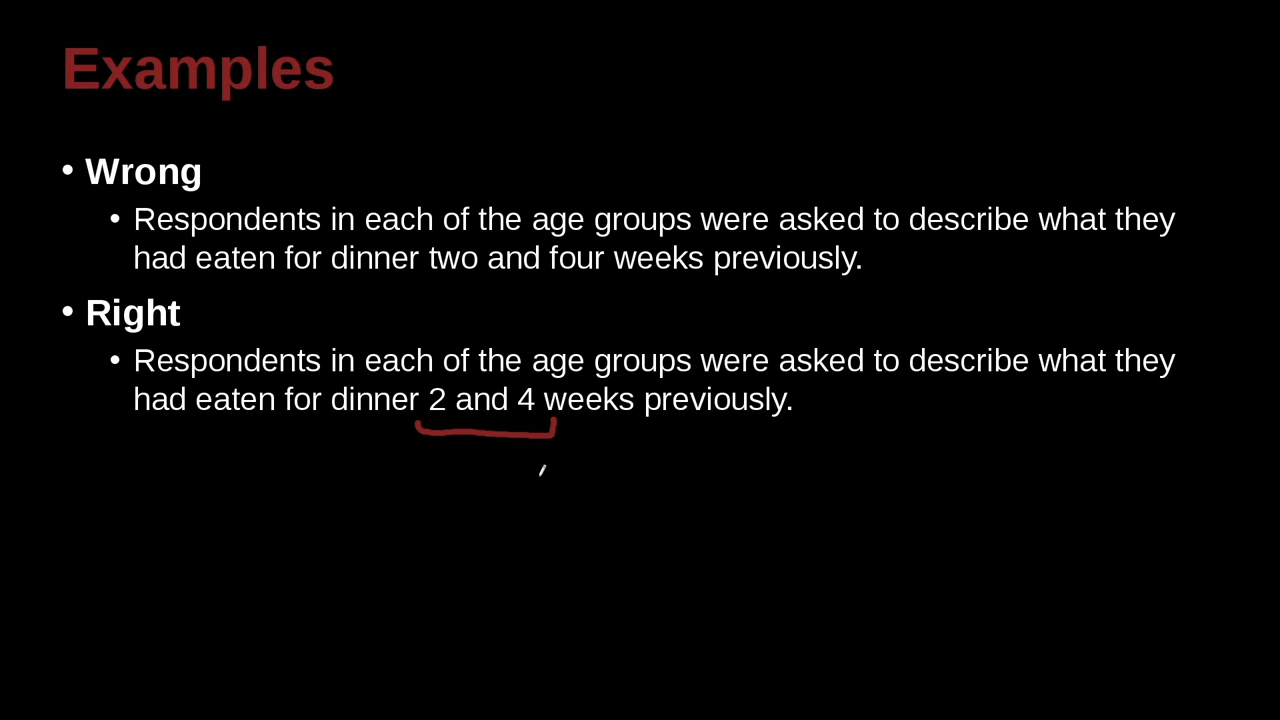 Examples
• Wrong
• Respondents in each of the age groups were asked to describe what they
had eaten for dinner two and four weeks previously.
• Right
• Respondents in each of the age groups were asked to describe what they
had eaten for dinner 2 and 4 weeks previously.